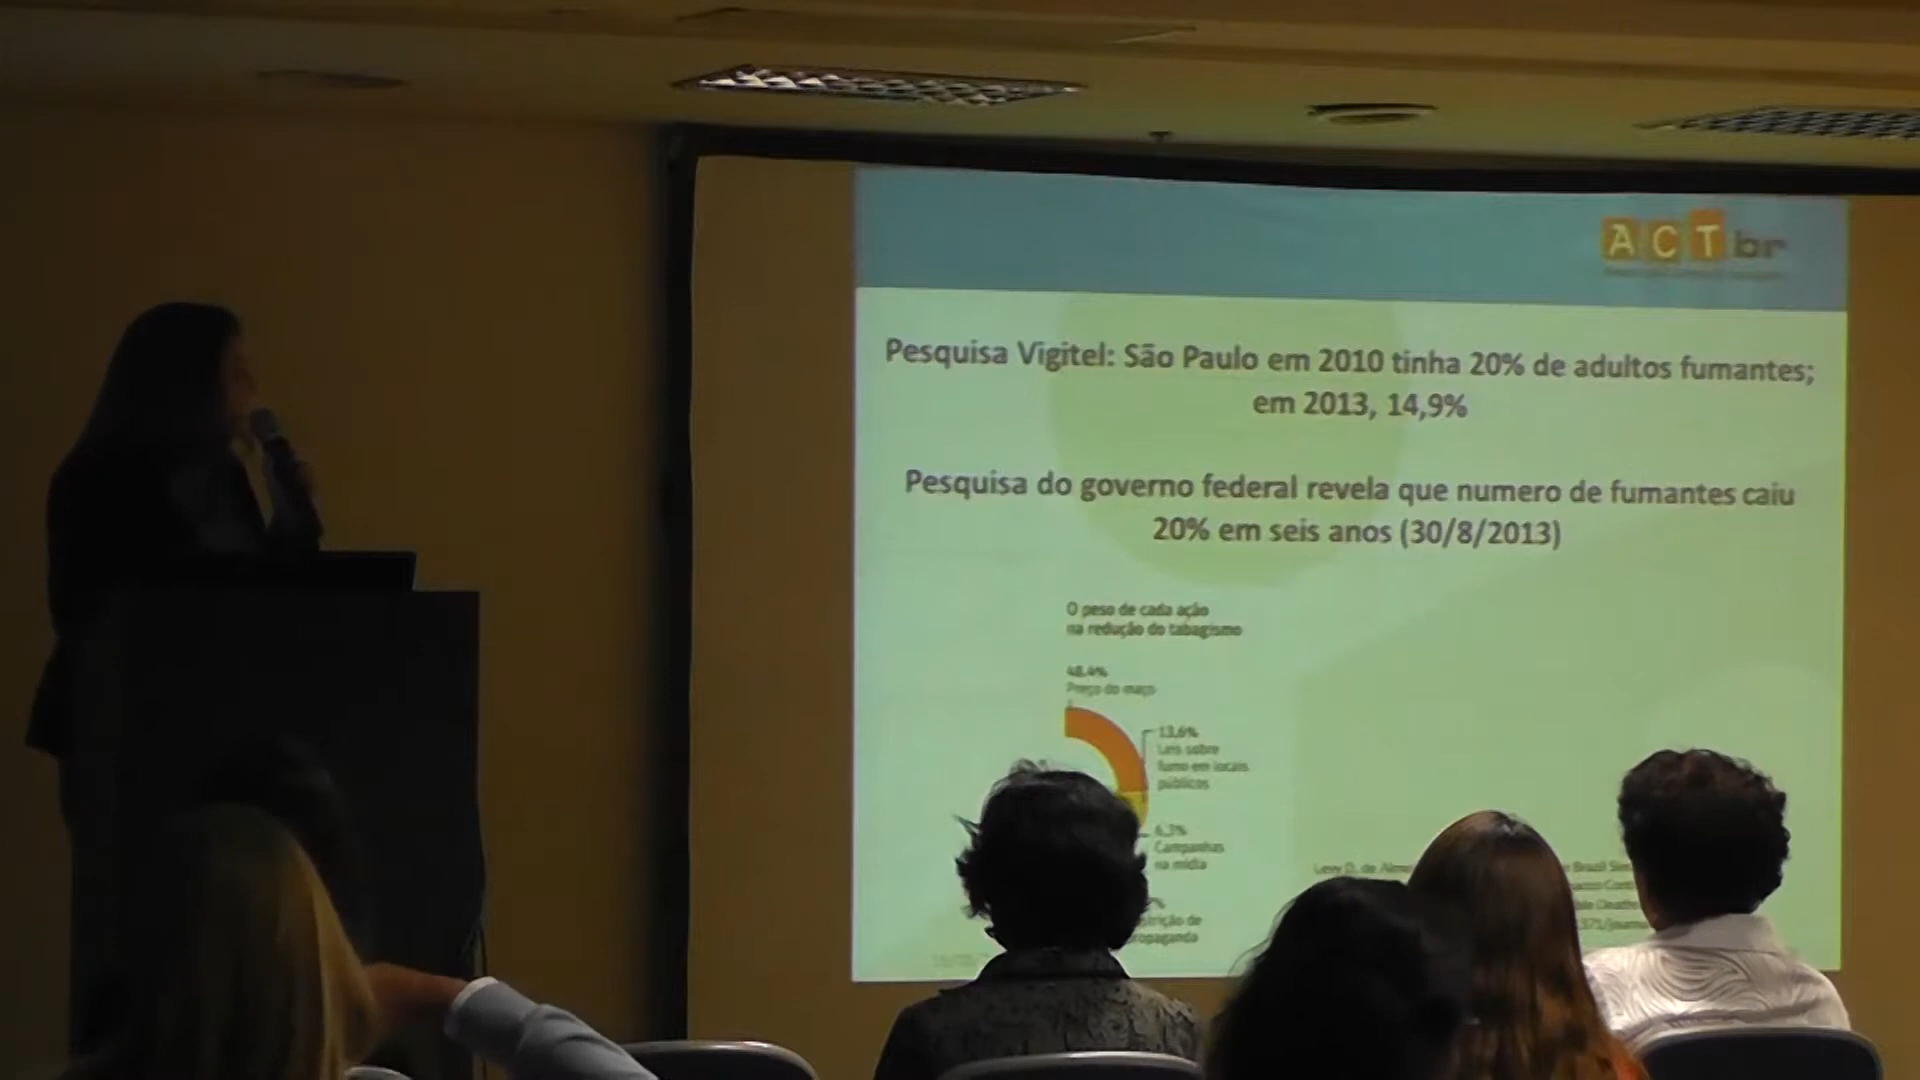 ACTbr
Pesquisa Vigitel: São Paulo em 2010 tinha 20% de adultos fumantes;
em 2013, 14,9%
Pesquisa do governo federal revela que numero de fumantes caiu
20% em seis anos (30/8/2013)
O peso de cada ação
na redução do tabagismo
48,4%
Preço do maço
13,6%
Leis sobre
fumo em locais
públicos
Campanhas
na mídia
Levy D. de
Brazil